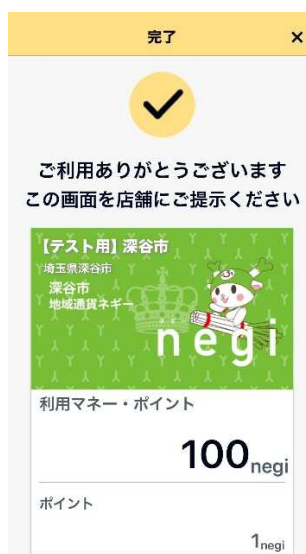 完了 ×
ご利用ありがとうございます
この画面を店舗にご提示ください
【テスト用】深谷市
埼玉県深谷市
深谷市
地域通貨ネギー
negi
利用マネー・ポイント
100negi
ポイント
1negi